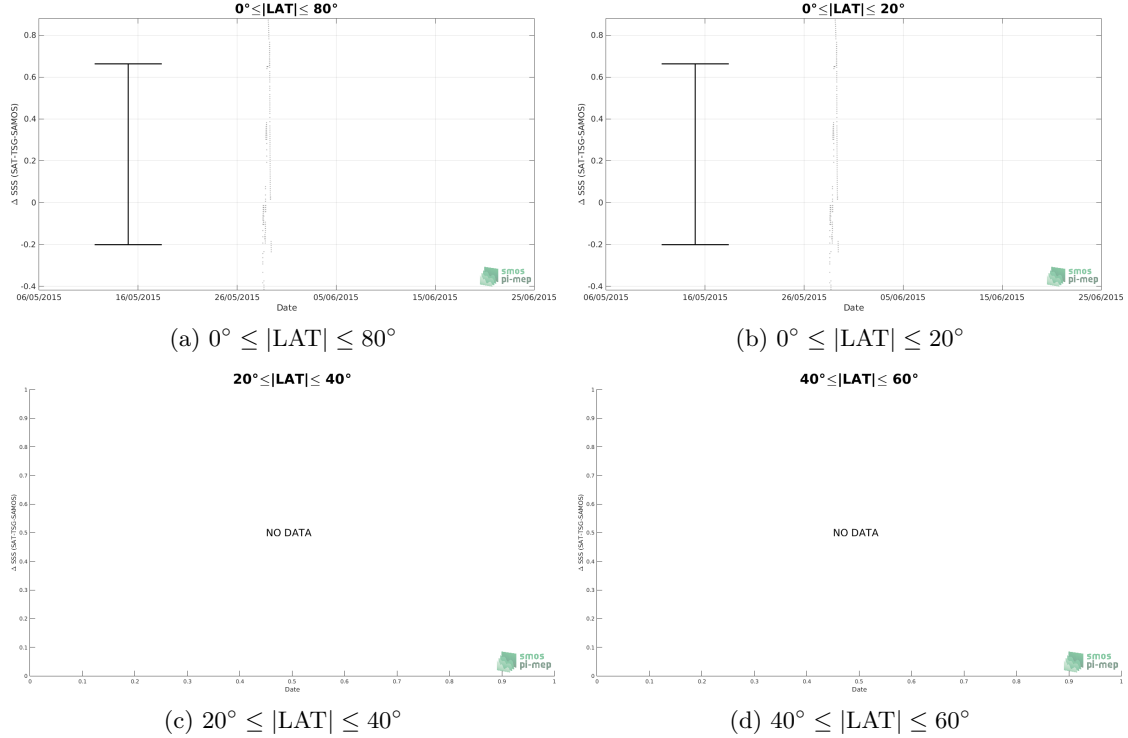 0°≤|LAT|≤ 80°
Δ SSS (SAT-TSG-SAMOS)
0.8
0.6
0.4
0.2
0
-0.2
-0.4
06/05/2015 16/05/2015 26/05/2015 05/06/2015 15/06/2015 25/06/2015
Date
smos
pi-mep
(a) 0° ≤ |LAT| ≤ 80°
0°≤|LAT|≤ 20°
Δ SSS (SAT-TSG-SAMOS)
0.8
0.6
0.4
0.2
0
-0.2
-0.4
06/05/2015 16/05/2015 26/05/2015 05/06/2015 15/06/2015 25/06/2015
Date
smos
pi-mep
(b) 0° ≤ |LAT| ≤ 20°
20°≤|LAT|≤ 40°
Δ SSS (SAT-TSG-SAMOS)
1
0.9
0.8
0.7
0.6
0.5
0.4
0.3
0.2
0.1
0
NO DATA
0 0.1 0.2 0.3 0.4 0.5 0.6 0.7 0.8 0.9 1
Date
smos
pi-mep
(c) 20° ≤ |LAT| ≤ 40°
40°≤|LAT|≤ 60°
Δ SSS (SAT-TSG-SAMOS)
1
0.9
0.8
0.7
0.6
0.5
0.4
0.3
0.2
0.1
0
NO DATA
0 0.1 0.2 0.3 0.4 0.5 0.6 0.7 0.8 0.9 1
Date
smos
pi-mep
(d) 40° ≤ |LAT| ≤ 60°